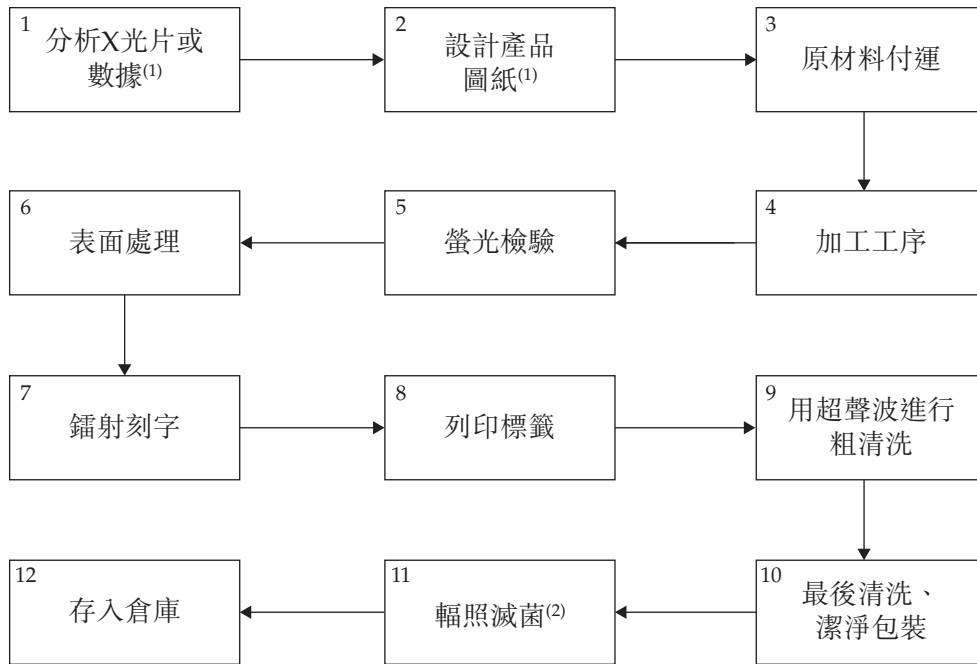 1
分析X光片或
數據(1)
2
設計產品
圖紙(1)
3
原材料付運
4
加工工序
5
螢光檢驗
6
表面處理
7
鐳射刻字
8
列印標籤
9
用超聲波進行
粗清洗
10
最後清洗、
潔淨包裝
11
輻照滅菌(2)
12
存入倉庫